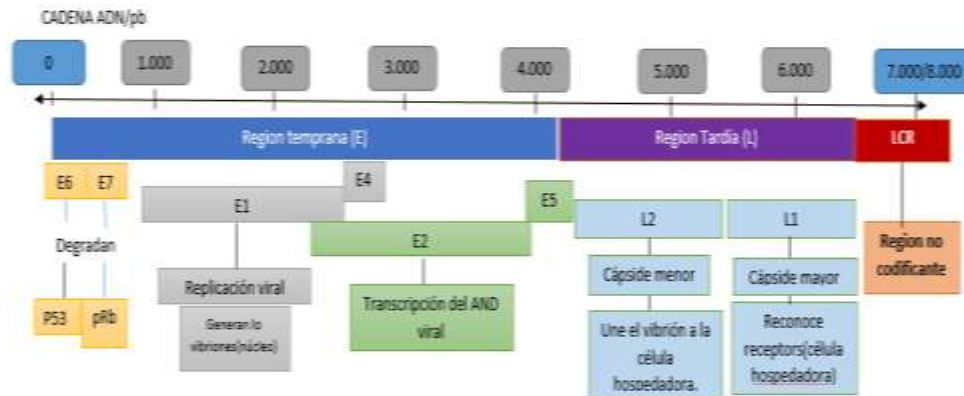 CADENA ADN/pb
0 1.000 2.000 3.000 4.000 5.000 6.000 7.000/8.000
Region temprana (E) Region Tardía (L) LCR
E6 E7 E4
E1 E5
E2 L2 L1
Degradan Region no
codificante
Replicación viral Cápside menor Cápside mayor
P53 pRb
Generan lo
vibriones(núcleo)
Transcripción del AND
viral
Une el vibrión a la
célula
hospedadora.
Reconoce
receptors(célula
hospedadora)